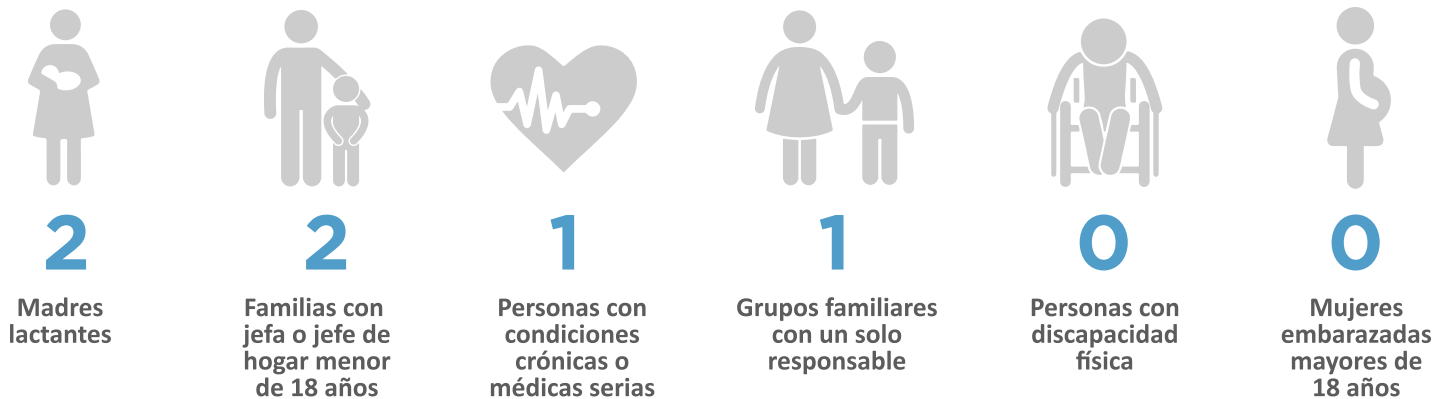 2
Madres
lactantes
2
Familias con
jefa o jefe de
hogar menor
de 18 años
1
Personas con
condiciones
crónicas o
médicas serias
1
Grupos familiares
con un solo
responsable
0
Personas con
discapacidad
física
0
Mujeres
embarazadas
mayores de
18 años